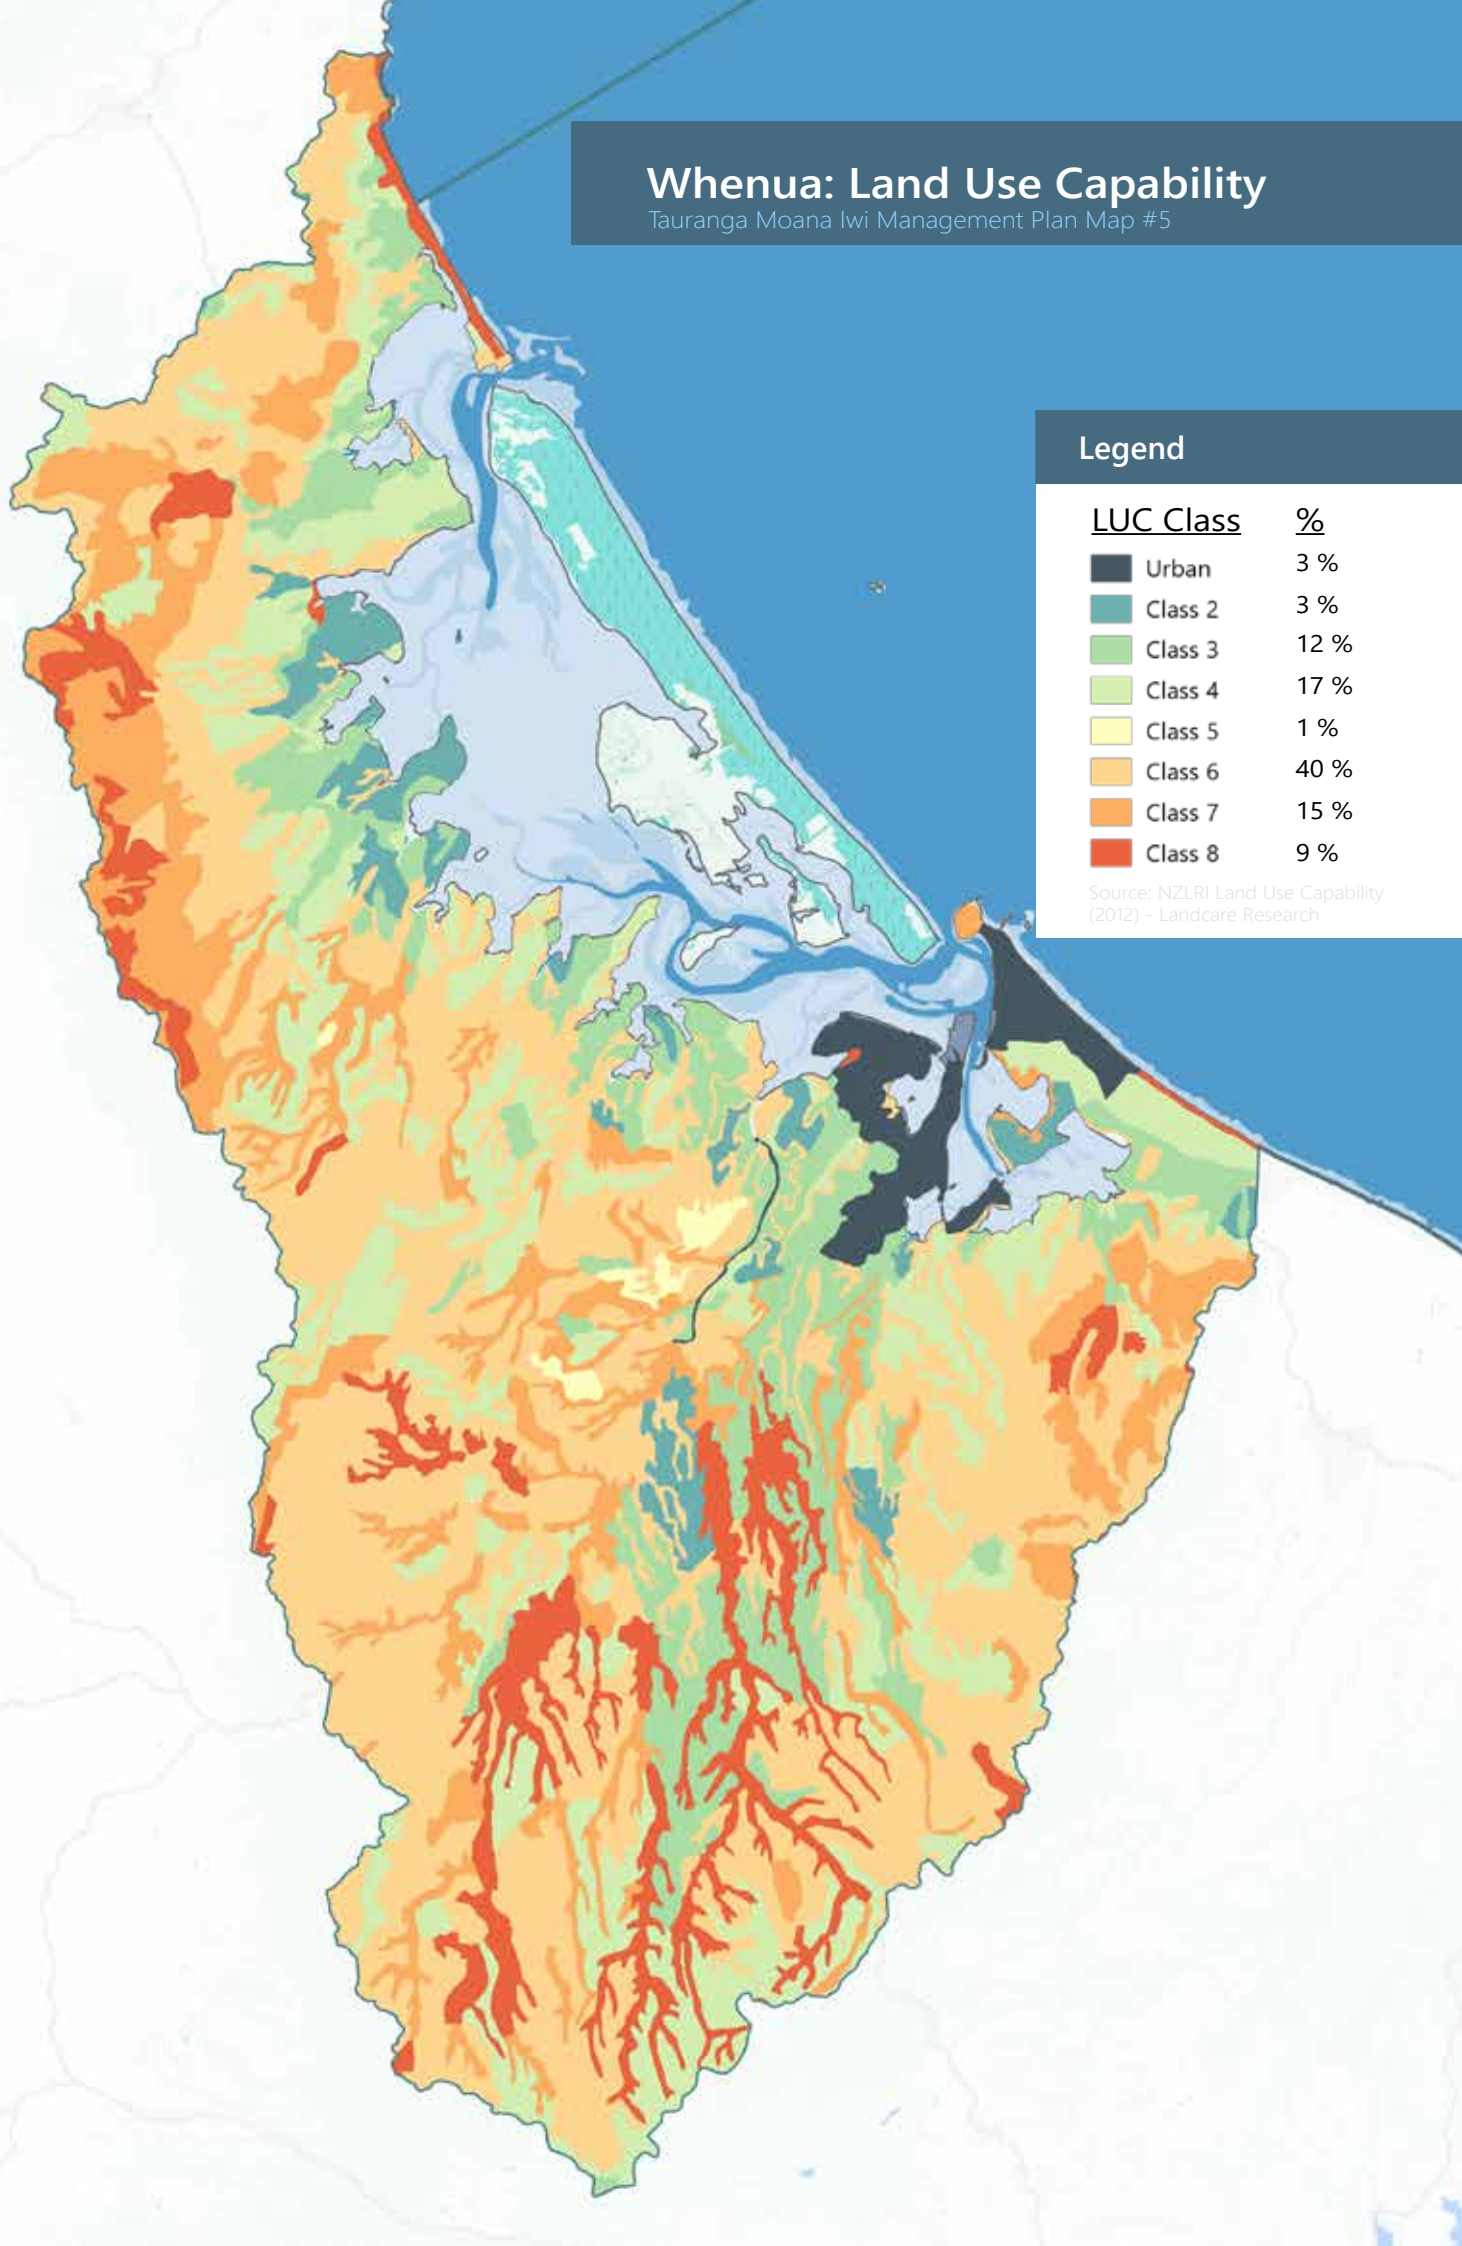 Whenua: Land Use Capability
Tauranga Moana Iwi Management Plan Map #5
Legend
LUC Class %
Urban 3 %
Class 2 3 %
Class 3 12 %
Class 4 17 %
Class 5 1 %
Class 6 40 %
Class 7 15 %
Class 8 9 %
Source: NZLRI Land Use Capability
(2012) - Landcare Research